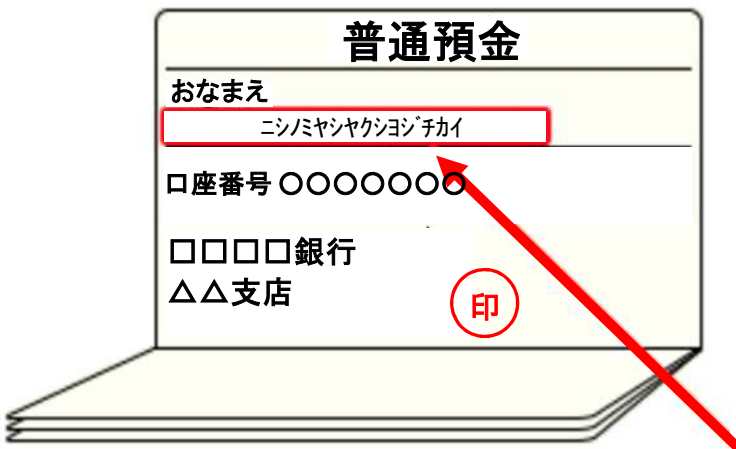 普通預金
おなまえ
ﾆｼﾉﾐﾔｼﾔｸｼﾖｼﾞﾁｶｲ
口座番号 〇〇〇〇〇〇〇
□□□□銀行
△△支店
印